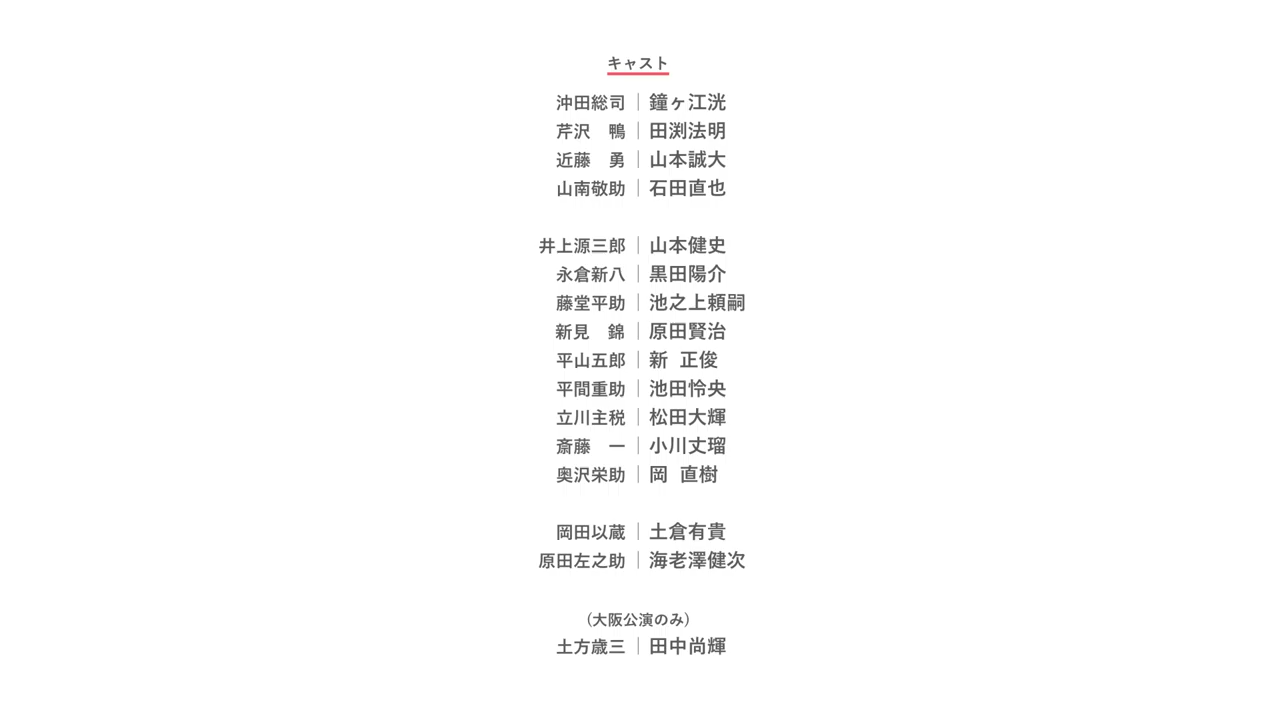 キャスト
沖田総司｜鐘ヶ江洸
芹沢　鴨｜田渕法明
近藤　勇｜山本誠大
山南敬助｜石田直也
井上源三郎｜山本健史
永倉新八｜黒田陽介
藤堂平助｜池之上頼嗣
新見　錦｜原田賢治
平山五郎｜新 正俊
平間重助｜池田怜央
立川主税｜松田大輝
斎藤　一｜小川丈瑠
奥沢栄助｜岡 直樹
岡田以蔵｜土倉有貴
原田左之助｜海老澤健次
(大阪公演のみ)
土方歳三｜田中尚輝